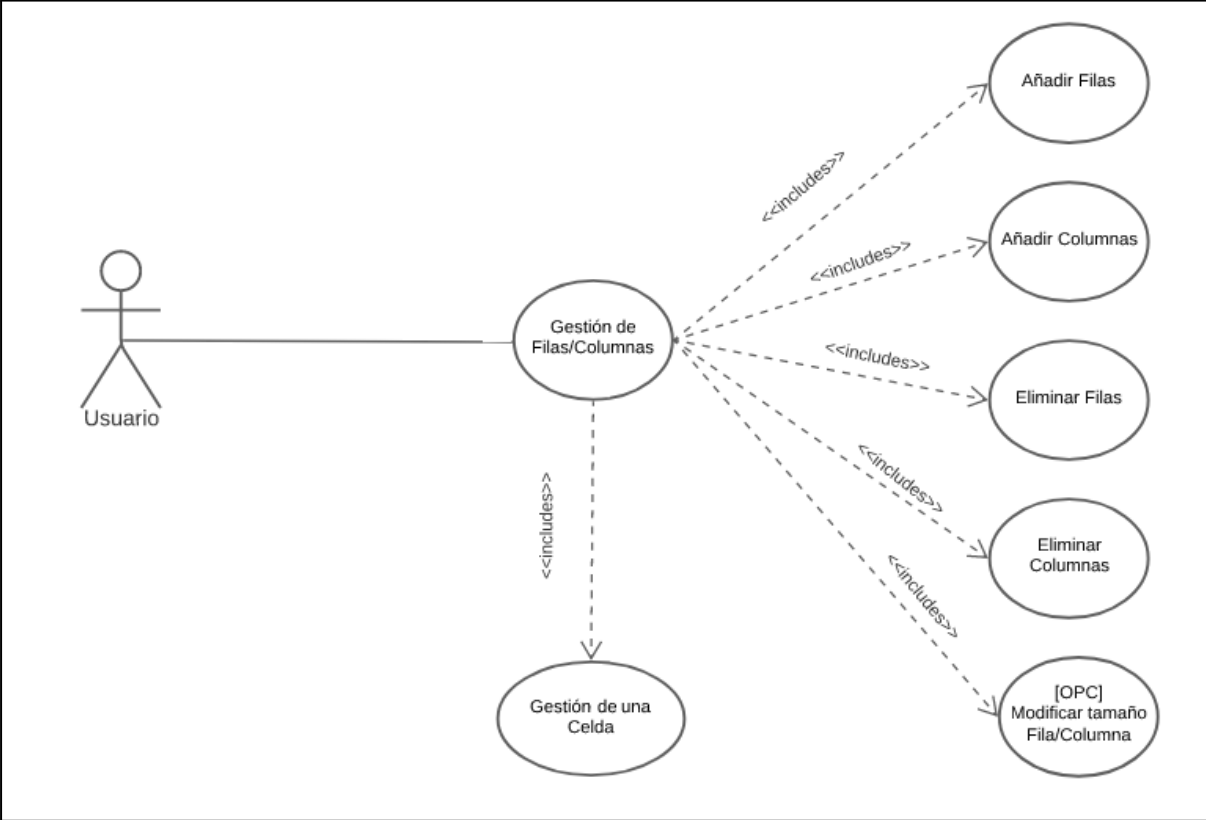 Añadir Filas
<<includes>>
Añadir Columnas
<<includes>>
Gestión de
Filas/Columnas
<<includes>>
Eliminar Filas
Usuario
<<includes>>
<<includes>>
Eliminar
Columnas
<<includes>>
Gestión de una
Celda
[OPC]
Modificar tamaño
Fila/Columna